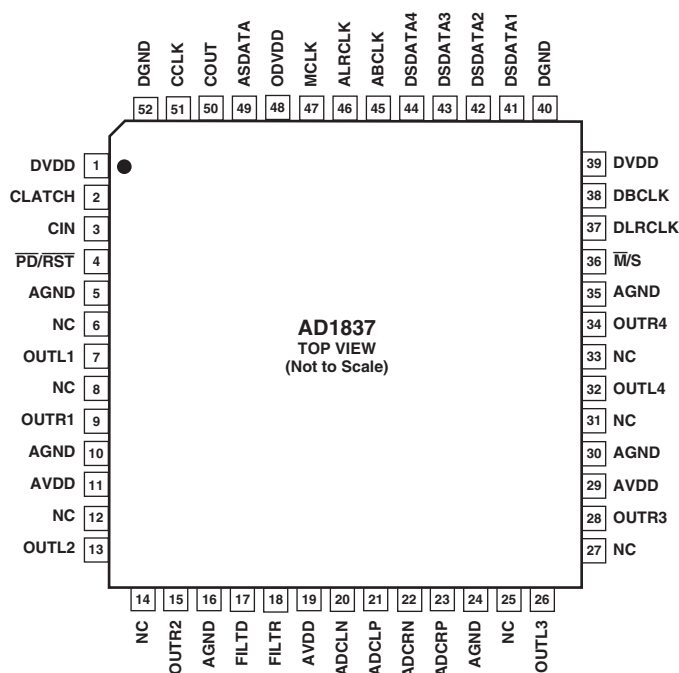 DGND
CCLK
COUT
ASDATA
ODVDD
MCLK
ALRCLK
ABCLK
DSDATA4
DSDATA3
DSDATA2
DSDATA1
DGND
52 51 50 49 48 47 46 45 44 43 42 41 40
DVDD 1
CLATCH 2
CIN 3
PD/RST 4
AGND 5
NC 6
OUTL1 7
NC 8
OUTR1 9
AGND 10
AVDD 11
NC 12
OUTL2 13
AD1837
TOP VIEW
(Not to Scale)
39 DVDD
38 DBCLK
37 DLRCLK
36 M/S
35 AGND
34 OUTR4
33 NC
32 OUTL4
31 NC
30 AGND
29 AVDD
28 OUTR3
27 NC
14 15 16 17 18 19 20 21 22 23 24 25 26
NC
OUTR2
AGND
FILTD
FILTR
AVDD
ADCLN
ADCLP
ADCRN
ADCRP
AGND
NC
OUTL3